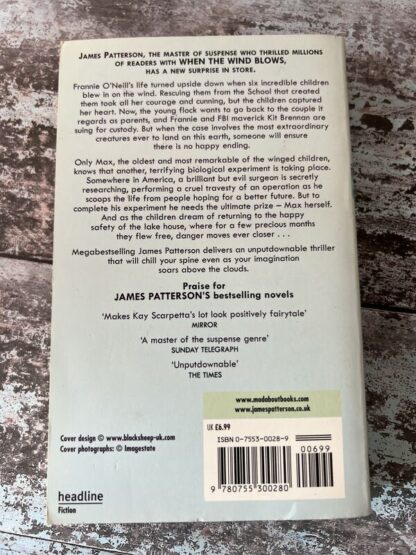 JAMES PATTERSON, THE MASTER OF SUSPENSE WHO THRILLED MILLIONS
OF READERS WITH WHEN THE WIND BLOWS,
HAS A NEW SURPRISE IN STORE.
Frannie O'Neill's life turned upside down when six incredible children
blew in on the wind. Rescuing them from the School that created
them took all her courage and cunning, but the children captured
her heart. Now, the young flock wants to go back to the couple it
regards as parents, and Frannie and FBI maverick Kit Brennan are
suing for custody. But when the case involves the most extraordinary
creatures ever to land on this earth, someone will ensure
there is no happy ending.
Only Max, the oldest and most remarkable of the winged children,
knows that another, terrifying biological experiment is taking place.
Somewhere in America, a brilliant but evil surgeon is secretly
researching, performing a cruel travesty of an operation as he
scoops the life from people hoping for a better future. But to
complete his experiment he needs the ultimate prize – Max herself.
And as the children dream of returning to the happy
safety of the lake house, where for a few precious months
they flew free, danger moves ever closer . . .
Megabestselling James Patterson delivers an unputdownable thriller
that will chill your spine even as your imagination
soars above the clouds.
Praise for
JAMES PATTERSON'S bestselling novels
'Makes Kay Scarpetta's lot look positively fairytale'
MIRROR
'A master of the suspense genre'
SUNDAY TELEGRAPH
'Unputdownable'
THE TIMES
www.madaboutbooks.com
www.jamespatterson.co.uk
UK £6.99
ISBN 0-7553-0028-9
00699
9 780755 300280
Cover design © www.blacksheep-uk.com
Cover photographs: © Imagestate
headline
Fiction